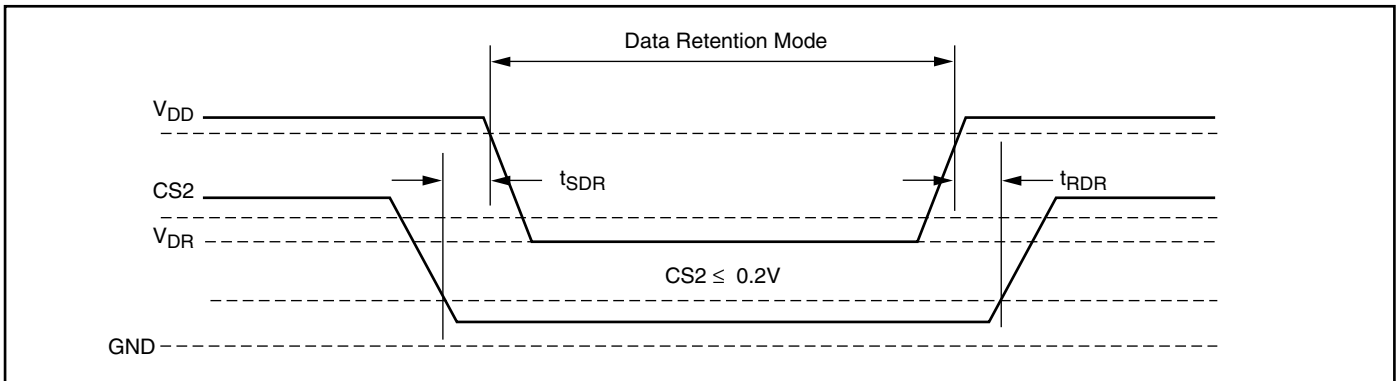 Data Retention Mode
VDD
tSDR
tRDR
CS2
VDR
CS2 ≤ 0.2V
GND